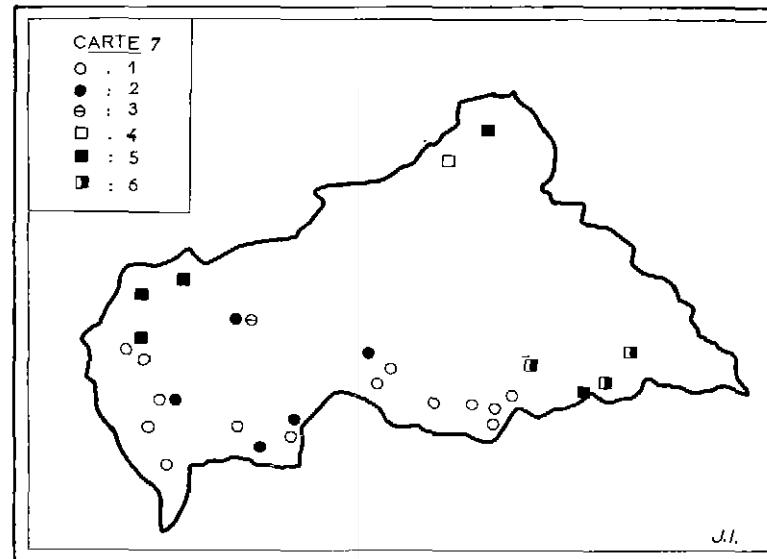 CARTE 7
○ . 1
● : 2
⊖ : 3
□ . 4
■ : 5
◨ : 6
J.I.